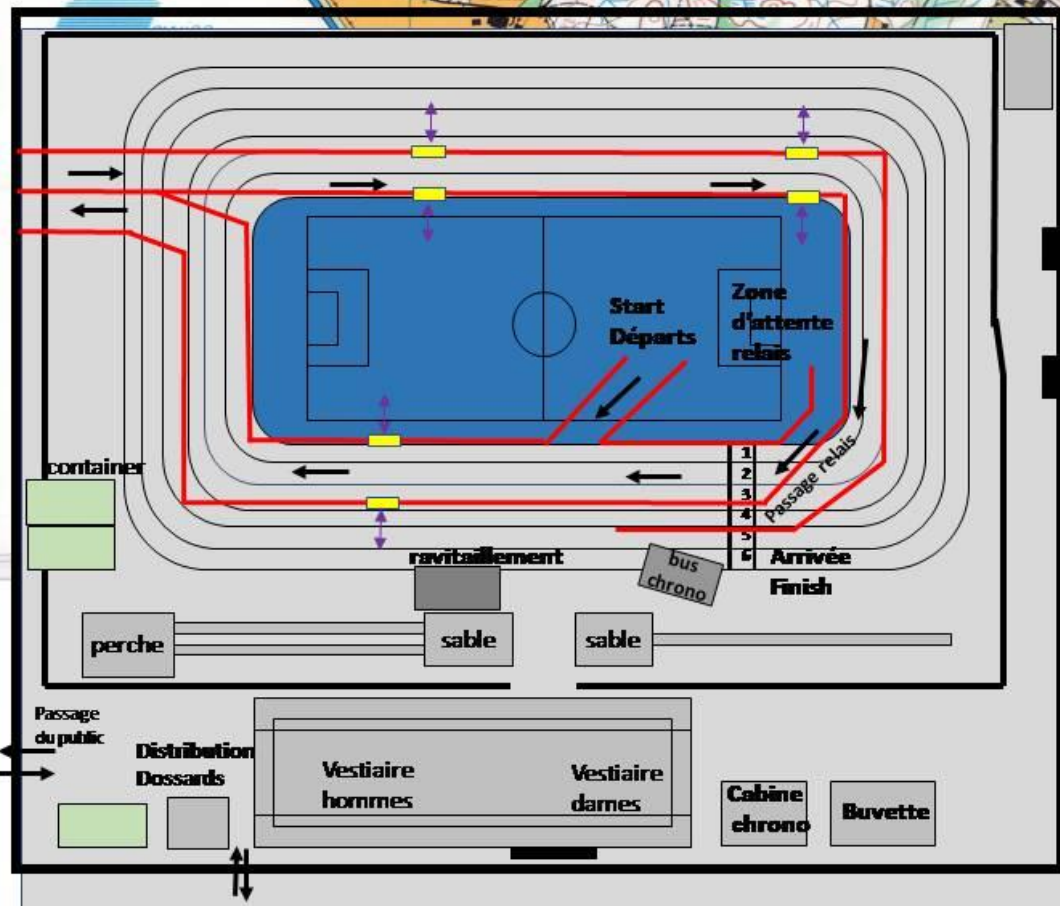 Start
Départs
Zone
d'attente
relais
container
1
2
3
4
5
6
Passage relais
ravitaillement
bus
chrono
Arrivée
Finish
perche
sable
sable
Passage
du public
Distribution
Dossards
Vestiaire
hommes
Vestiaire
dames
Cabine
chrono
Buvette